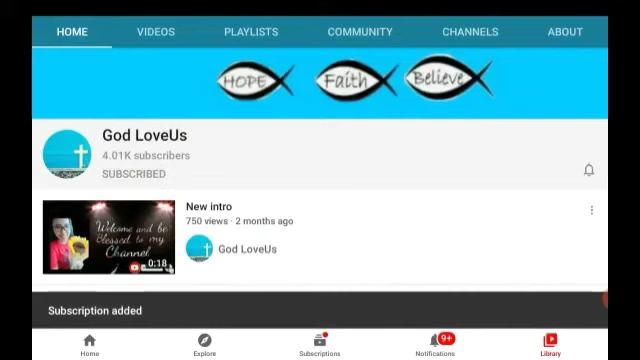 HOME VIDEOS PLAYLISTS COMMUNITY CHANNELS ABOUT
HOPE Faith Believe
God LoveUs
4.01K subscribers
SUBSCRIBED
New intro
750 views · 2 months ago
God LoveUs
Welcome and be
Blessed to my
Channel
0:18
Subscription added
9+
Home Explore Subscriptions Notifications Library